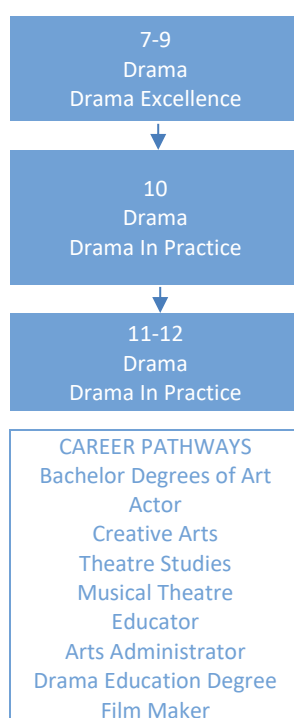 7-9
Drama
Drama Excellence
10
Drama
Drama In Practice
11-12
Drama
Drama In Practice
CAREER PATHWAYS
Bachelor Degrees of Art
Actor
Creative Arts
Theatre Studies
Musical Theatre
Educator
Arts Administrator
Drama Education Degree
Film Maker